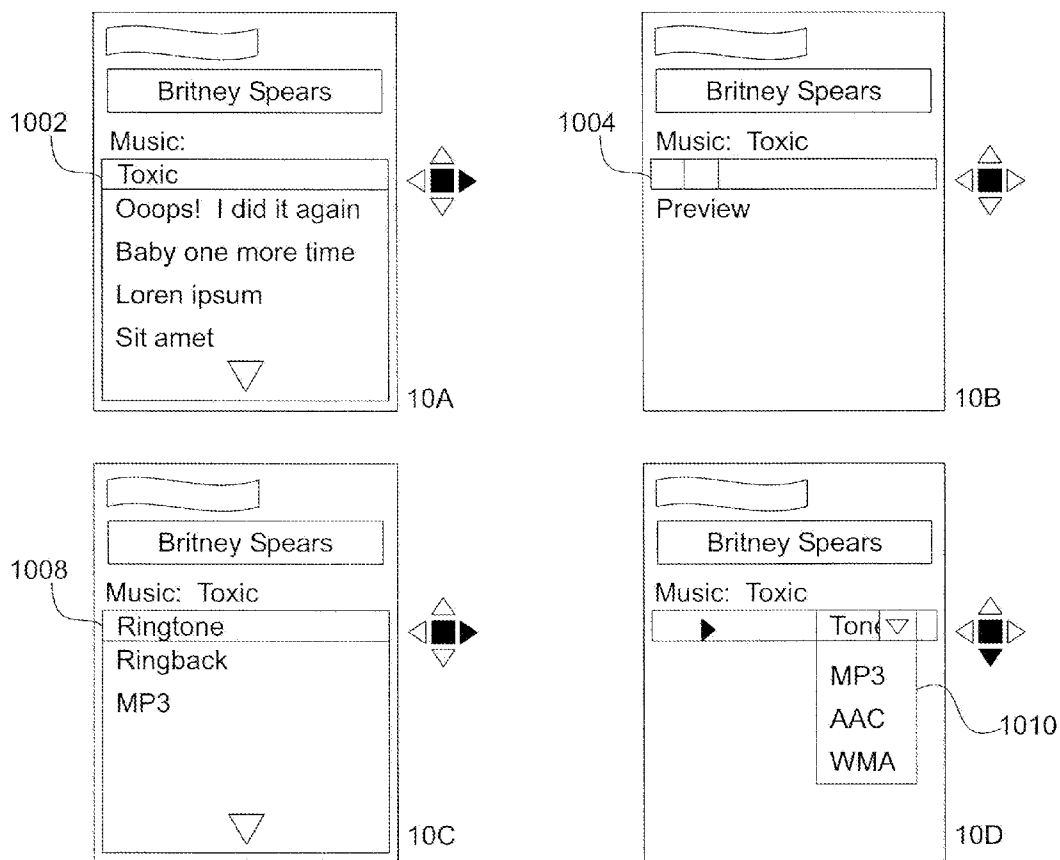 Britney Spears
1002
Music:
Toxic
Ooops! I did it again
Baby one more time
Loren ipsum
Sit amet
10A
Britney Spears
1004
Music: Toxic
Preview
10B
Britney Spears
1008
Music: Toxic
Ringtone
Ringback
MP3
10C
Britney Spears
Music: Toxic
Tone
MP3
AAC
1010
WMA
10D